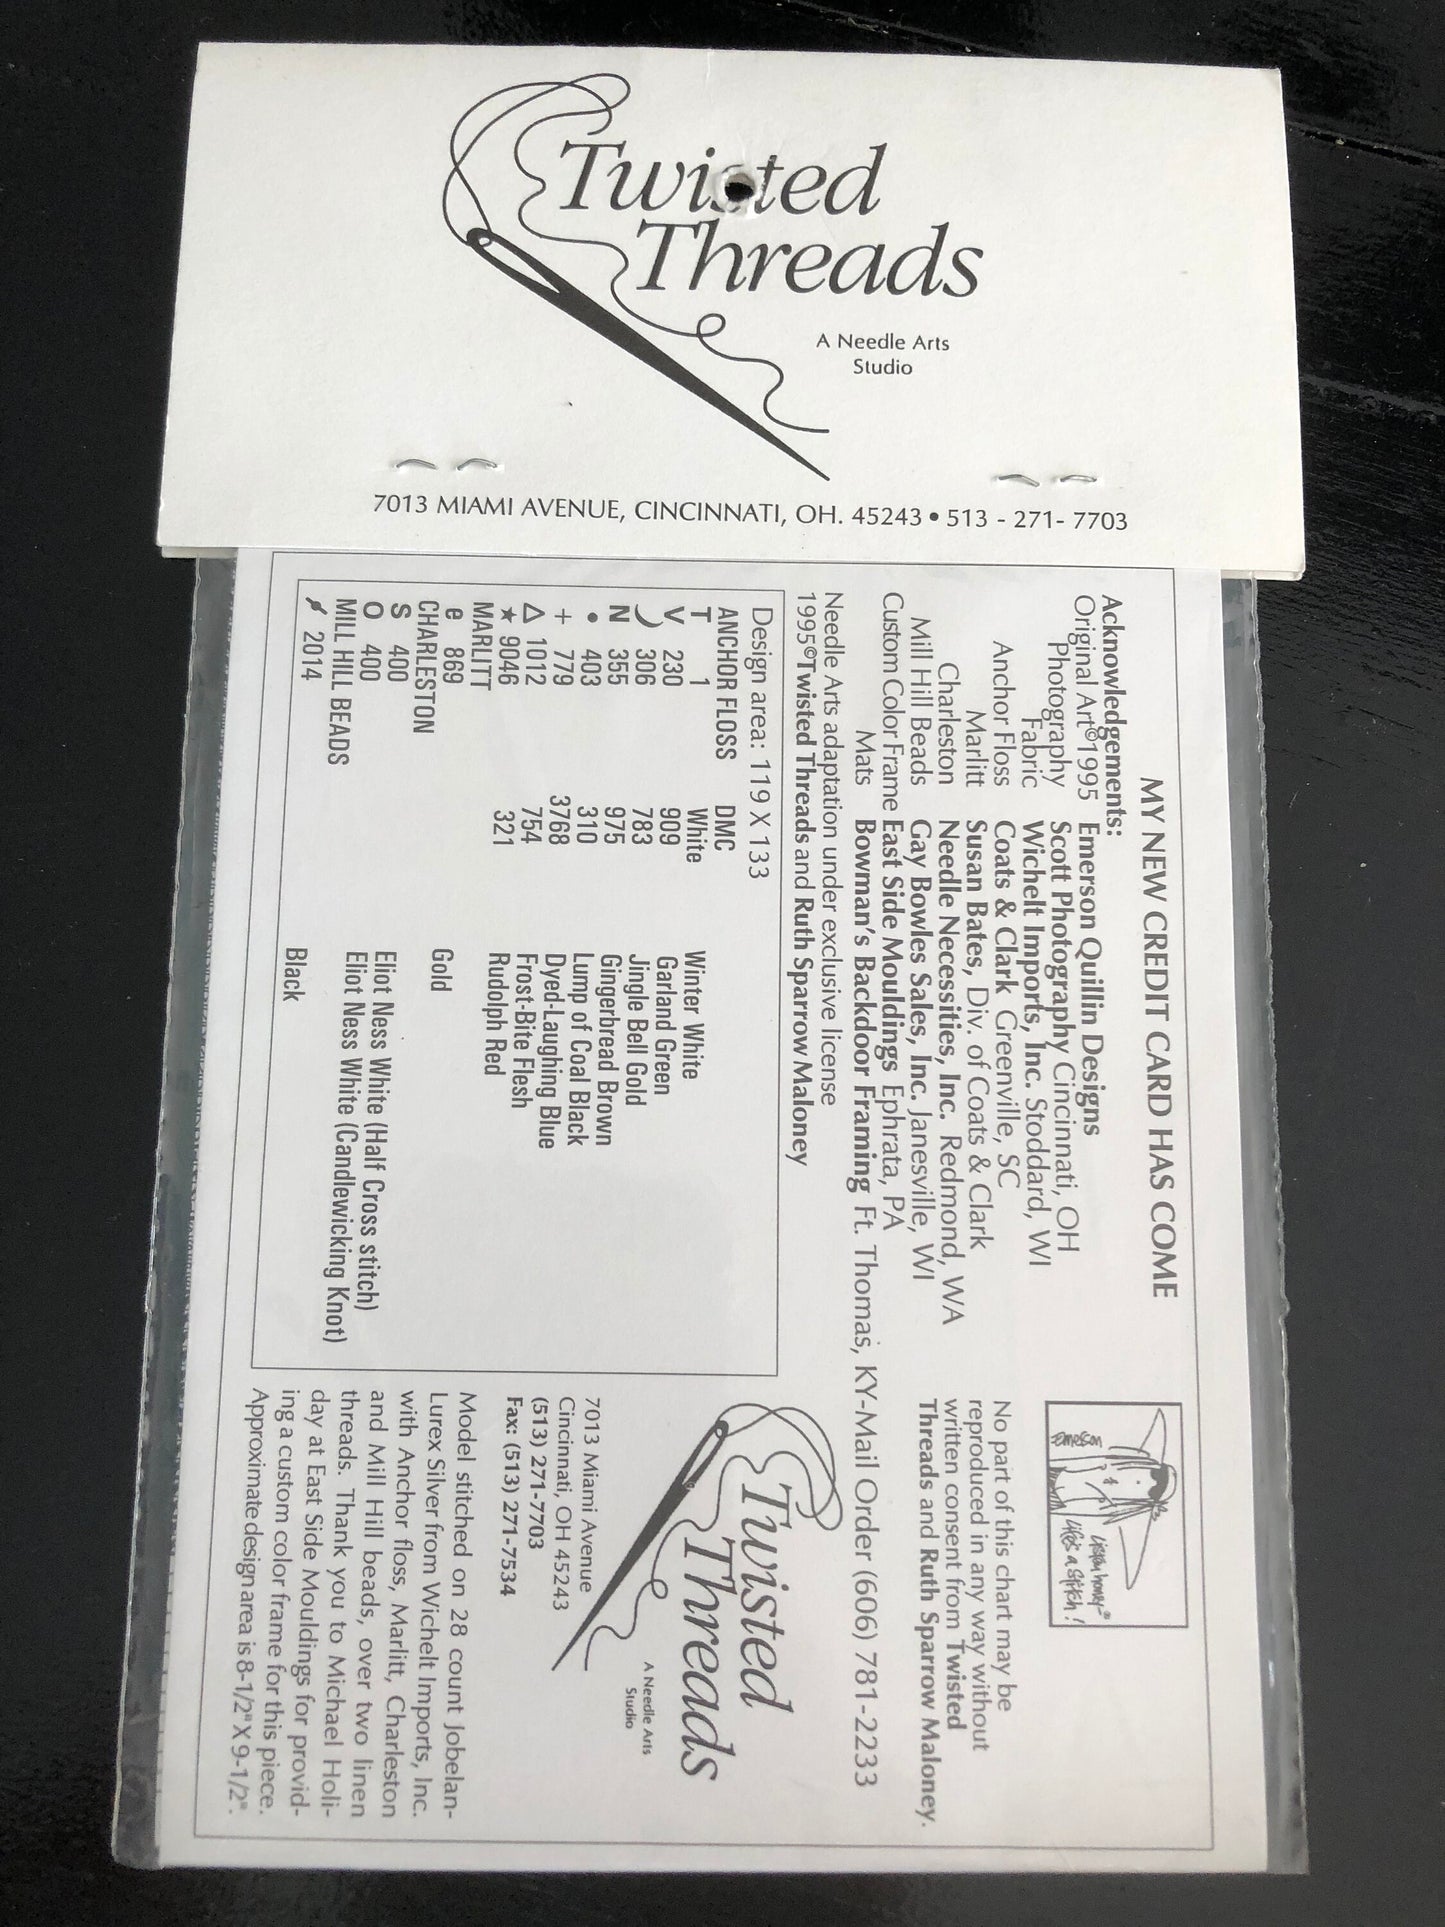 Twisted
Threads
A Needle Arts
Studio
7013 MIAMI AVENUE, CINCINNATI, OH. 45243 • 513 - 271- 7703
MY NEW CREDIT CARD HAS COME
Acknowledgements:
Original Art©1995 Emerson Quillin Designs
Photography Scott Photography Cincinnati, OH
Fabric Wichelt Imports, Inc. Stoddard, WI
Anchor Floss Coats & Clark Greenville, SC
Marlitt Susan Bates, Div. of Coats & Clark
Charleston Needle Necessities, Inc. Redmond, WA
Mill Hill Beads Gay Bowles Sales, Inc. Janesville, WI
Custom Color Frame East Side Mouldings Ephrata, PA
Mats Bowman's Backdoor Framing Ft. Thomas, KY-Mail Order (606) 781-2233
Needle Arts adaptation under exclusive license
1995©Twisted Threads and Ruth Sparrow Maloney
Design area: 119 X 133
ANCHOR FLOSS DMC
T 1 White Winter White
V 230 909 Garland Green
) 306 783 Jingle Bell Gold
N 355 975 Gingerbread Brown
• 403 310 Lump of Coal Black
+ 779 3768 Dyed-Laughing Blue
Δ 1012 754 Frost-Bite Flesh
★ 9046 321 Rudolph Red
MARLITT
e 869 Gold
CHARLESTON
S 400 Eliot Ness White (Half Cross stitch)
O 400 Eliot Ness White (Candlewicking Knot)
MILL HILL BEADS
2014 Black
emerson
Listen honey-®
Life's a stitch!
No part of this chart may be
reproduced in any way without
written consent from Twisted
Threads and Ruth Sparrow Maloney.
Twisted
Threads
A Needle Arts
Studio
7013 Miami Avenue
Cincinnati, OH 45243
(513) 271-7703
Fax: (513) 271-7534
Model stitched on 28 count Jobelan-
Lurex Silver from Wichelt Imports, Inc.
with Anchor floss, Marlitt, Charleston
and Mill Hill beads, over two linen
threads. Thank you to Michael Holi-
day at East Side Mouldings for provid-
ing a custom color frame for this piece.
Approximate design area is 8-1/2" X 9-1/2".